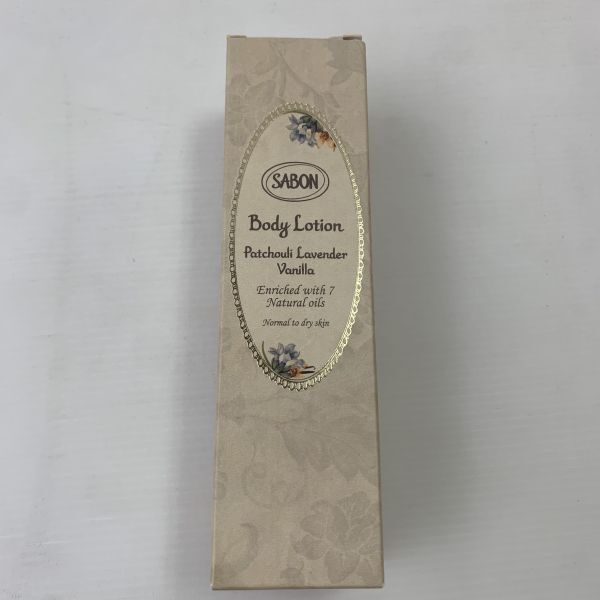 SABON
Body Lotion
Patchouli Lavender
Vanilla
Enriched with 7
Natural oils
Normal to dry skin